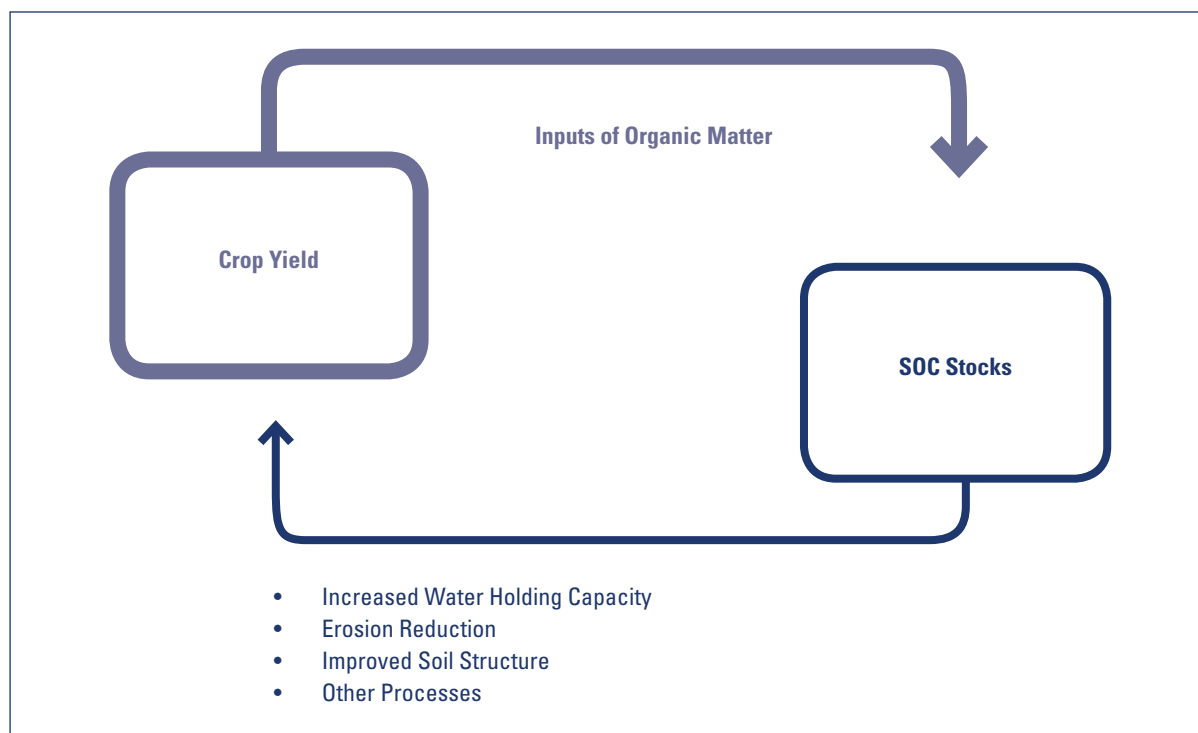 Inputs of Organic Matter
Crop Yield
SOC Stocks
• Increased Water Holding Capacity
• Erosion Reduction
• Improved Soil Structure
• Other Processes